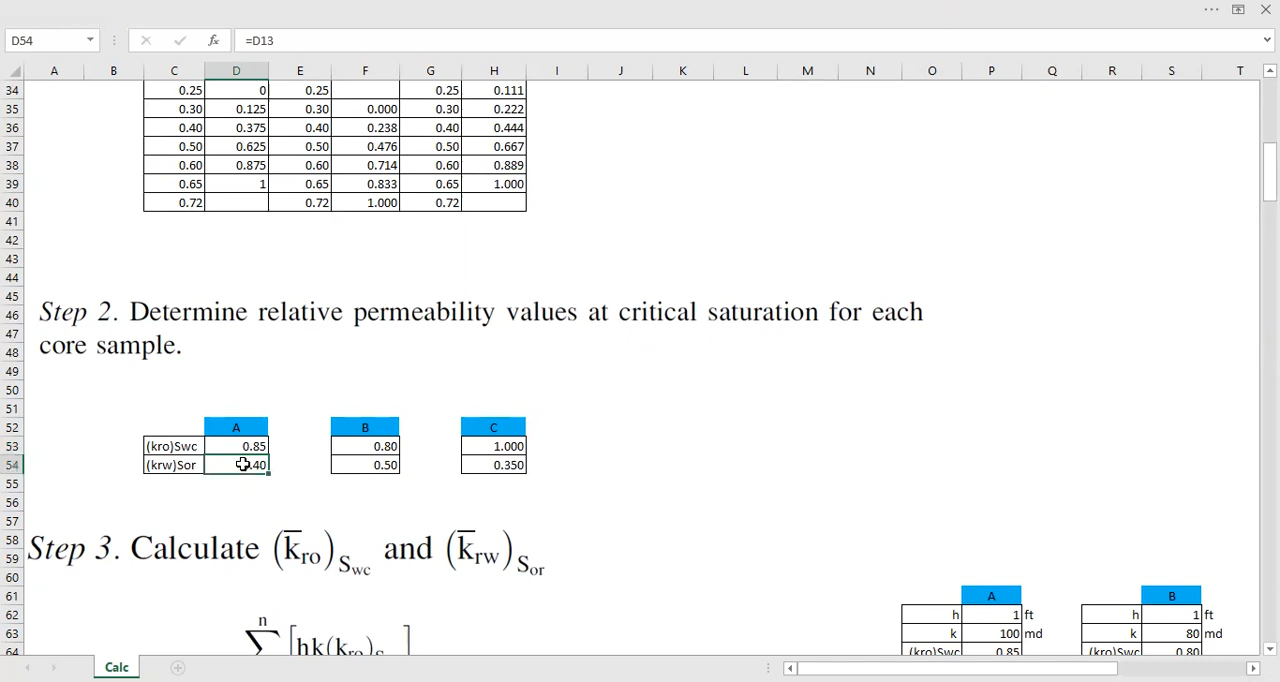 D54 fx =D13
A B C D E F G H I J K L M N O P Q R S T
34 0.25 0 0.25 0.25 0.111
35 0.30 0.125 0.30 0.000 0.30 0.222
36 0.40 0.375 0.40 0.238 0.40 0.444
37 0.50 0.625 0.50 0.476 0.50 0.667
38 0.60 0.875 0.60 0.714 0.60 0.889
39 0.65 1 0.65 0.833 0.65 1.000
40 0.72 0.72 1.000 0.72
41
42
43
44
45
46
47
48
Step 2. Determine relative permeability values at critical saturation for each
core sample.
49
50
51
52 A B C
53 (kro)Swc 0.85 0.80 1.000
54 (krw)Sor .40 0.50 0.350
55
56
57
58
59
60
Step 3. Calculate (k̅ro)Swc and (k̅rw)Sor
61 A B
62 h 1 ft h 1 ft
63 k 100 md k 80 md
64 (kro)Swc 0.85 (kro)Swc 0.80
n
∑ [hk(kro)S ]
Calc